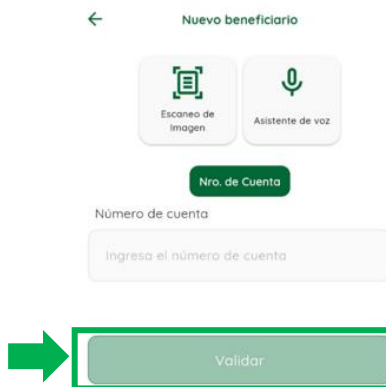 Nuevo beneficiario
Escaneo de
Imagen
Asistente de voz
Nro. de Cuenta
Número de cuenta
Ingresa el número de cuenta
Validar